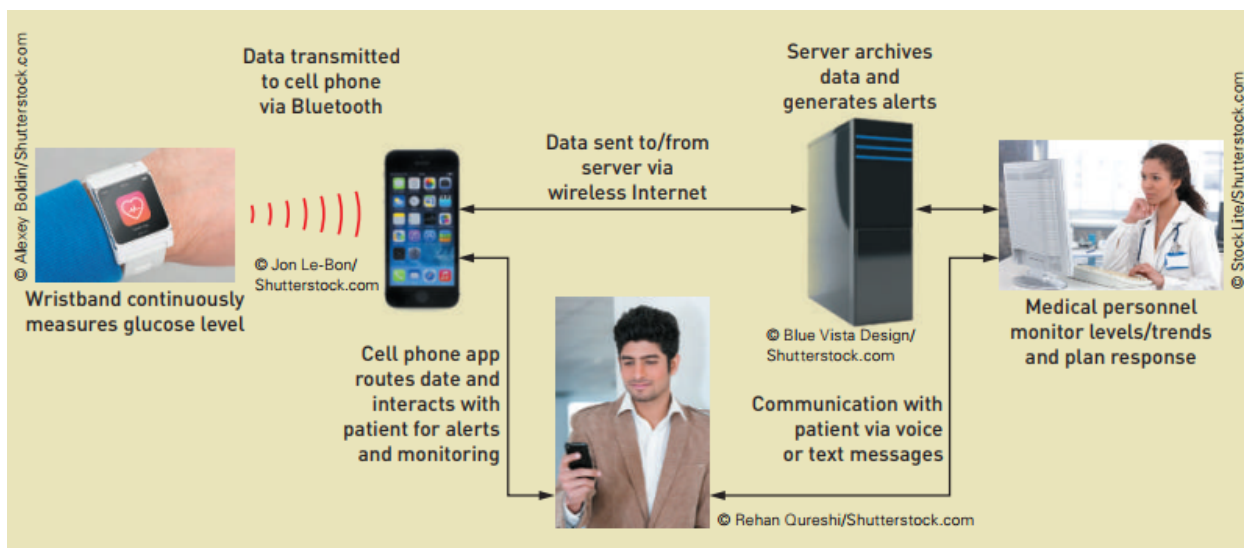 © Alexey Boldin/Shutterstock.com
Data transmitted
to cell phone
via Bluetooth
Server archives
data and
generates alerts
Data sent to/from
server via
wireless Internet
© StockLite/Shutterstock.com
© Jon Le-Bon/
Shutterstock.com
Wristband continuously
measures glucose level
© Blue Vista Design/
Shutterstock.com
Medical personnel
monitor levels/trends
and plan response
Cell phone app
routes date and
interacts with
patient for alerts
and monitoring
Communication with
patient via voice
or text messages
© Rehan Qureshi/Shutterstock.com